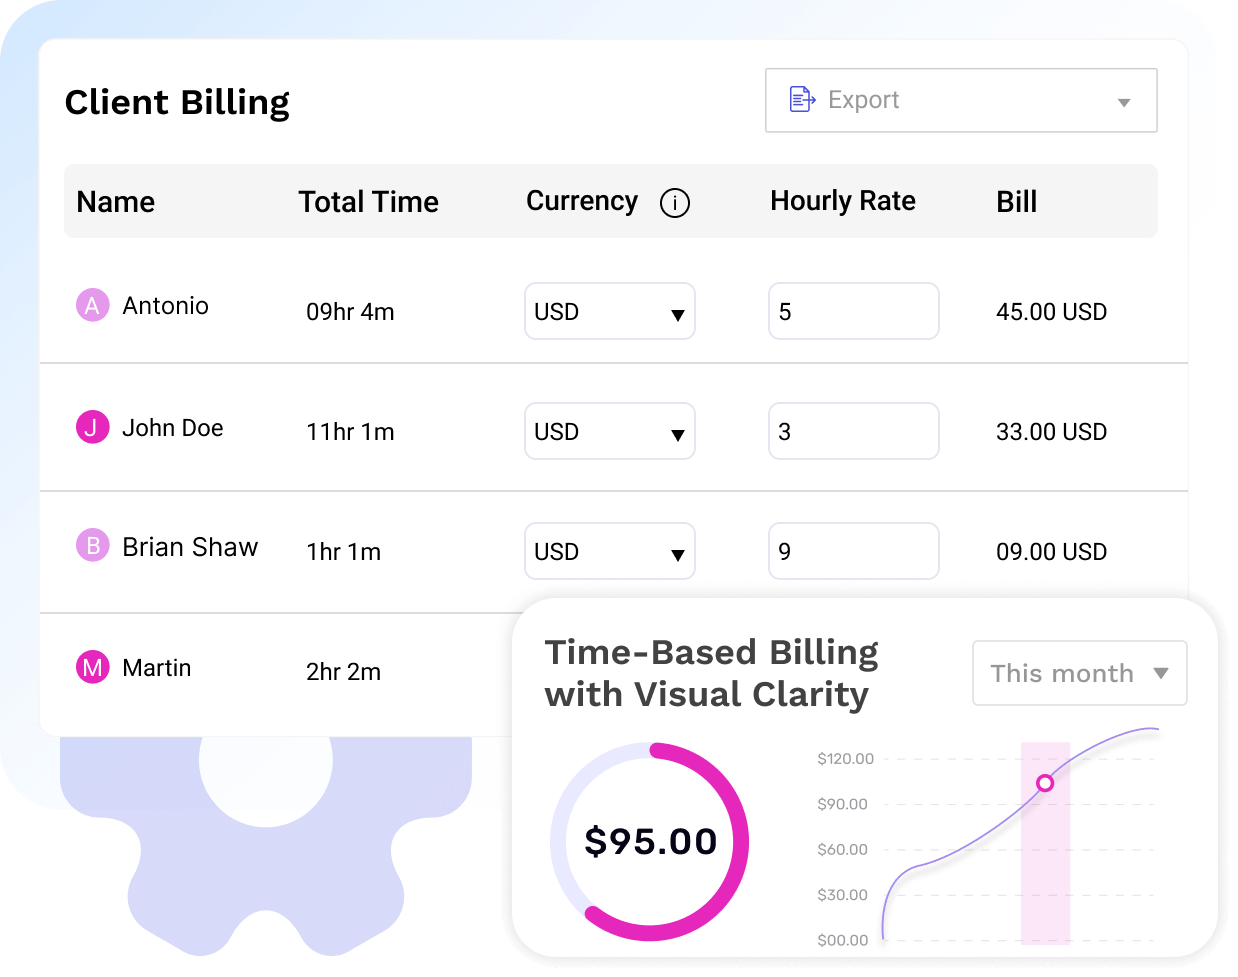 Client Billing
Export
Name Total Time Currency i Hourly Rate Bill
A Antonio 09hr 4m USD 5 45.00 USD
J John Doe 11hr 1m USD 3 33.00 USD
B Brian Shaw 1hr 1m USD 9 09.00 USD
M Martin 2hr 2m
Time-Based Billing
with Visual Clarity
This month
$95.00
$120.00
$90.00
$60.00
$30.00
$00.00